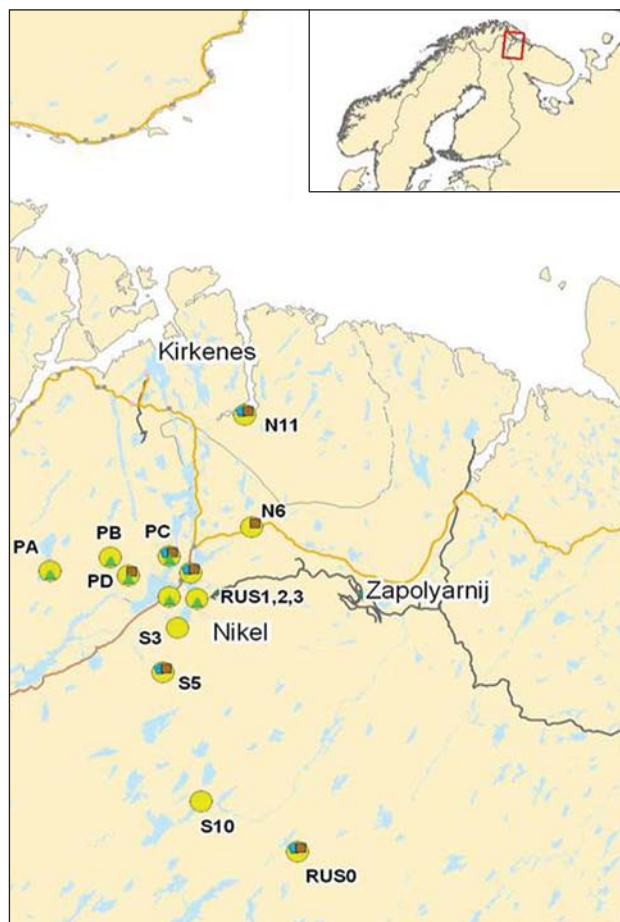 Kirkenes
N11
N6
PA
PB
PC
PD
RUS1,2,3
Zapolyarnij
S3
Nikel
S5
S10
RUS0